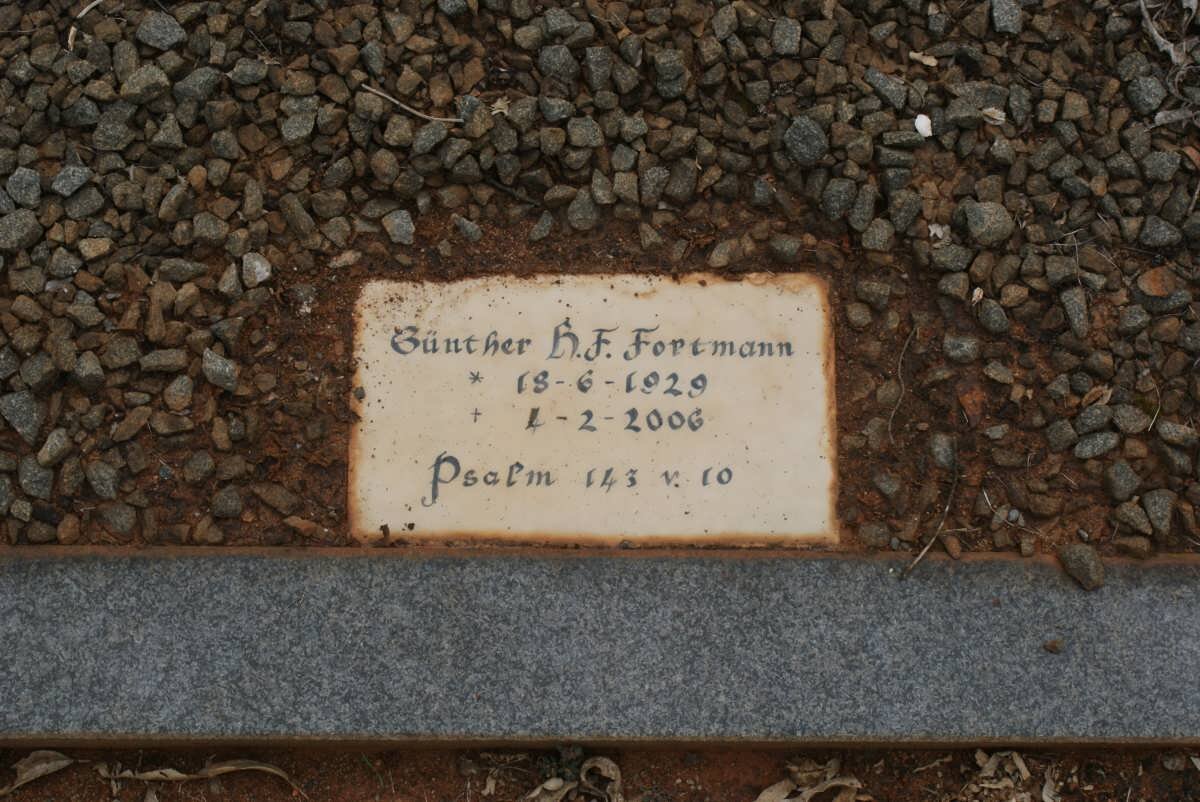 Günther H.F. Fortmann
* 18-6-1929
† 4-2-2006
Psalm 143 v. 10